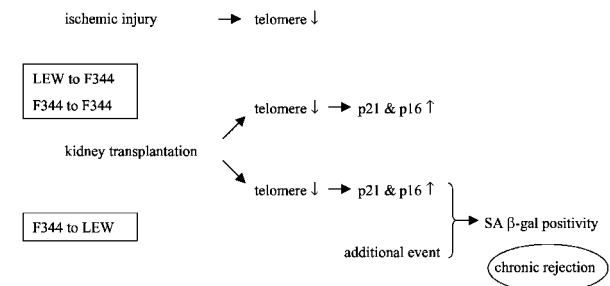 ischemic injury → telomere ↓
LEW to F344
F344 to F344
telomere ↓ → p21 & p16 ↑
kidney transplantation
telomere ↓ → p21 & p16 ↑
F344 to LEW
SA β-gal positivity
additional event
chronic rejection